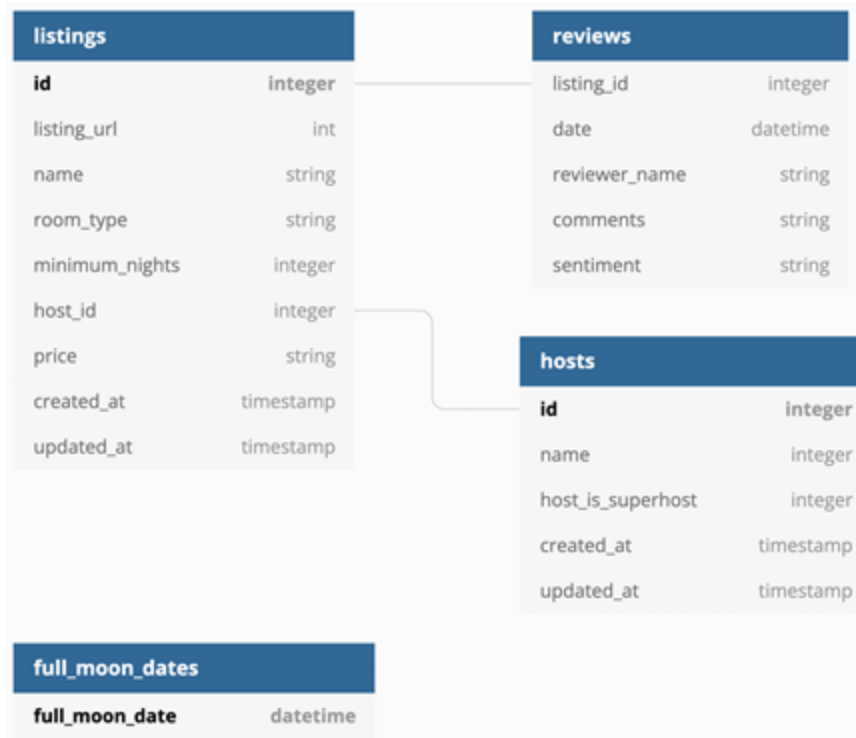 listings
id integer
listing_url int
name string
room_type string
minimum_nights integer
host_id integer
price string
created_at timestamp
updated_at timestamp
reviews
listing_id integer
date datetime
reviewer_name string
comments string
sentiment string
hosts
id integer
name integer
host_is_superhost integer
created_at timestamp
updated_at timestamp
full_moon_dates
full_moon_date datetime